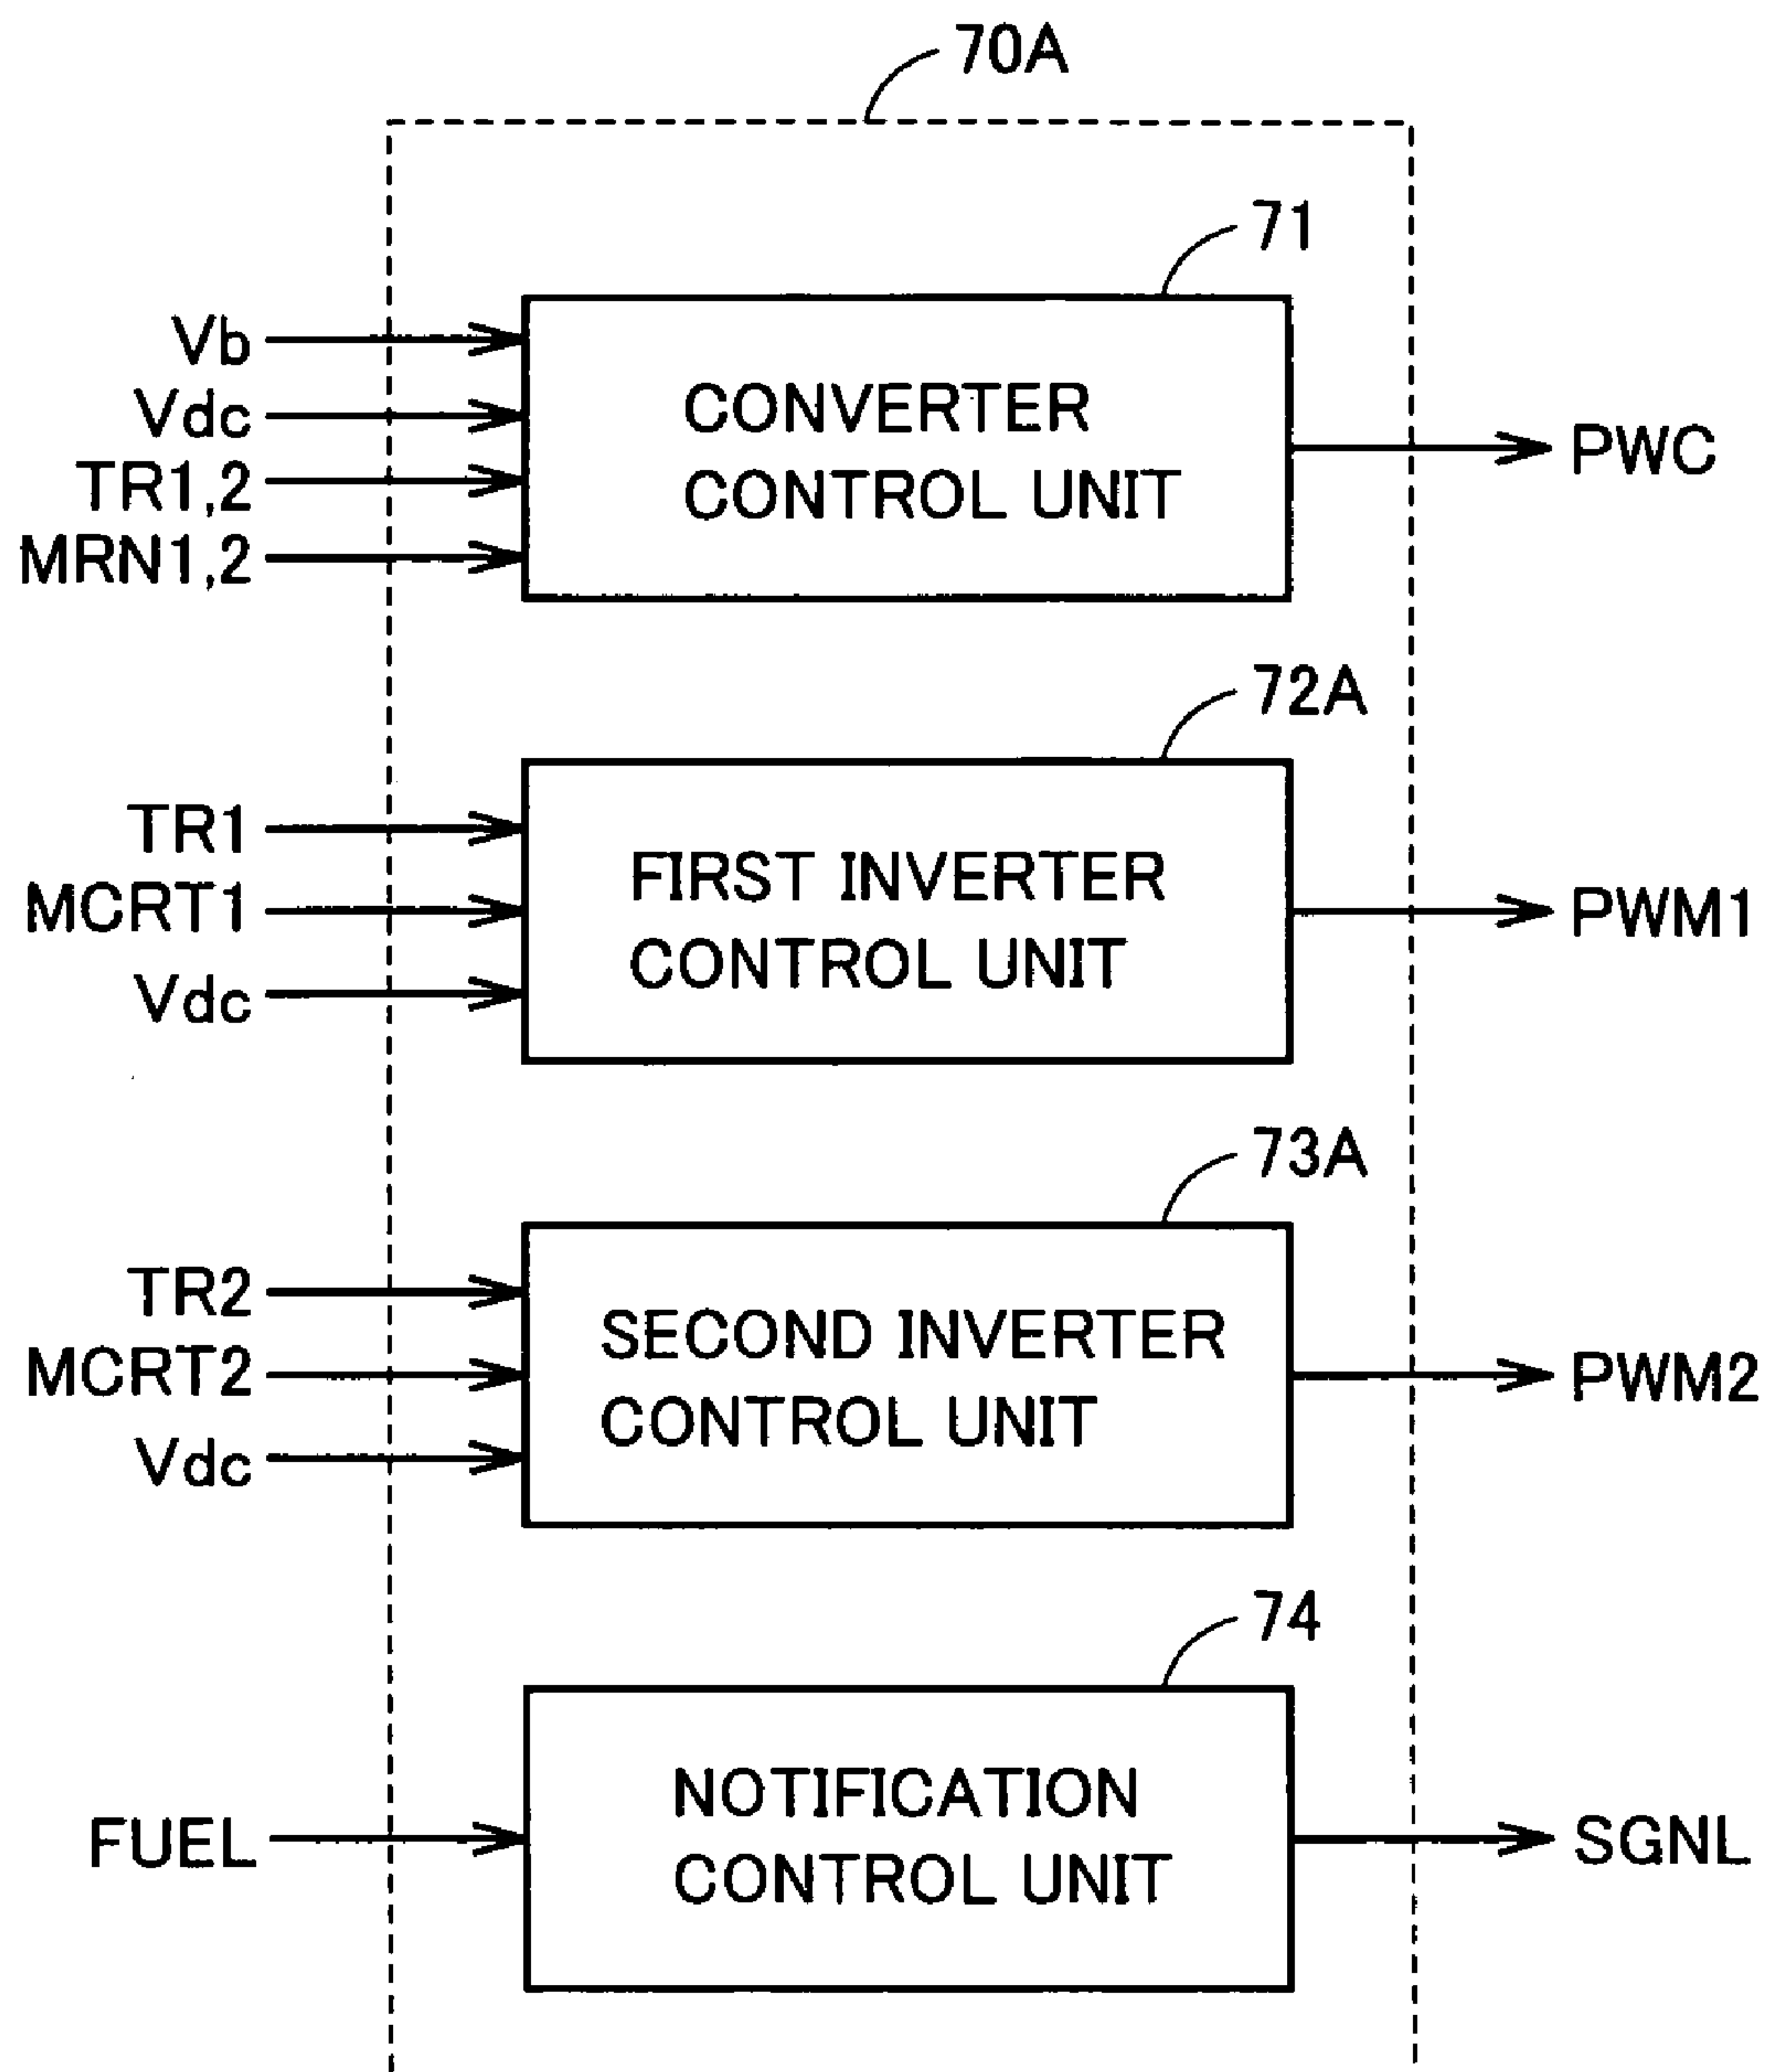 70A
71
Vb
Vdc
TR1,2
MRN1,2
CONVERTER
CONTROL UNIT
PWC
72A
TR1
MCRT1
Vdc
FIRST INVERTER
CONTROL UNIT
PWM1
73A
TR2
MCRT2
Vdc
SECOND INVERTER
CONTROL UNIT
PWM2
74
FUEL
NOTIFICATION
CONTROL UNIT
SGNL